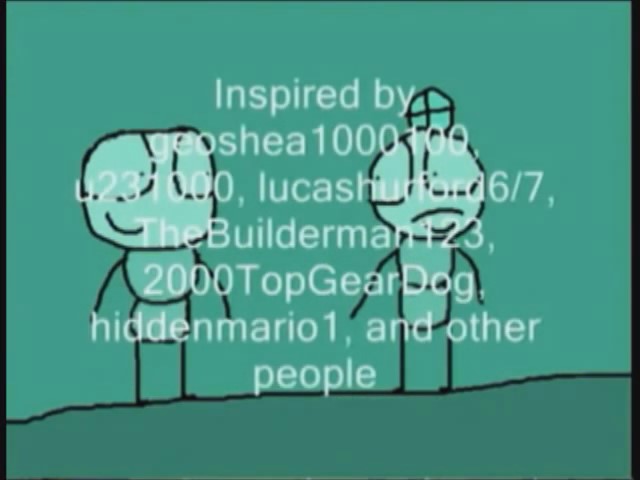 Inspired by
geoshea1000100,
u231000, lucashurford6/7,
TheBuilderman123,
2000TopGearDog,
hiddenmario1, and other
people